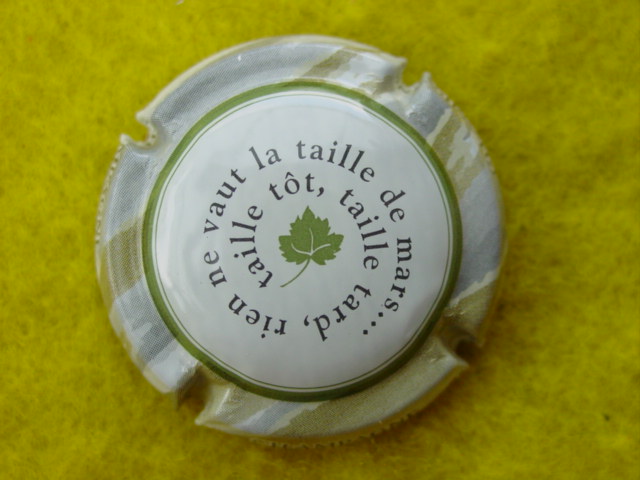 taille tôt, taille tard, rien ne vaut la taille de mars...